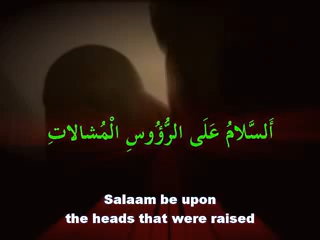 أَلسَّلامُ عَلَى الرُّؤُوسِ الْمُشالاتِ
Salaam be upon
the heads that were raised